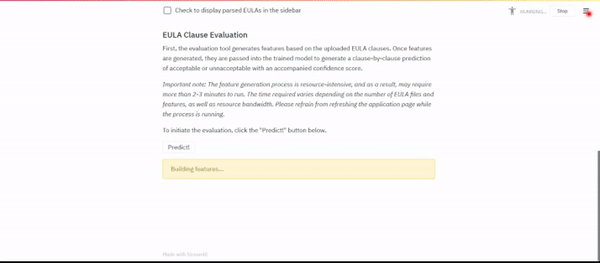 Check to display parsed EULAs in the sidebar
Stop
EULA Clause Evaluation
First, the evaluation tool generates features based on the uploaded EULA clauses. Once features
are generated, they are passed into the trained model to generate a clause-by-clause prediction
of acceptable or unnacceptable with an accompanied confidence score.
Important note: The feature generation process is resource-intensive, and as a result, may require
more than 2-3 minutes to run. The time required varies depending on the number of EULA files and
features, as well as resource bandwidth. Please refrain from refreshing the application page while
the process is running.
To initiate the evaluation, click the "Predict!" button below.
Predict!
Building features...
Made with Streamlit